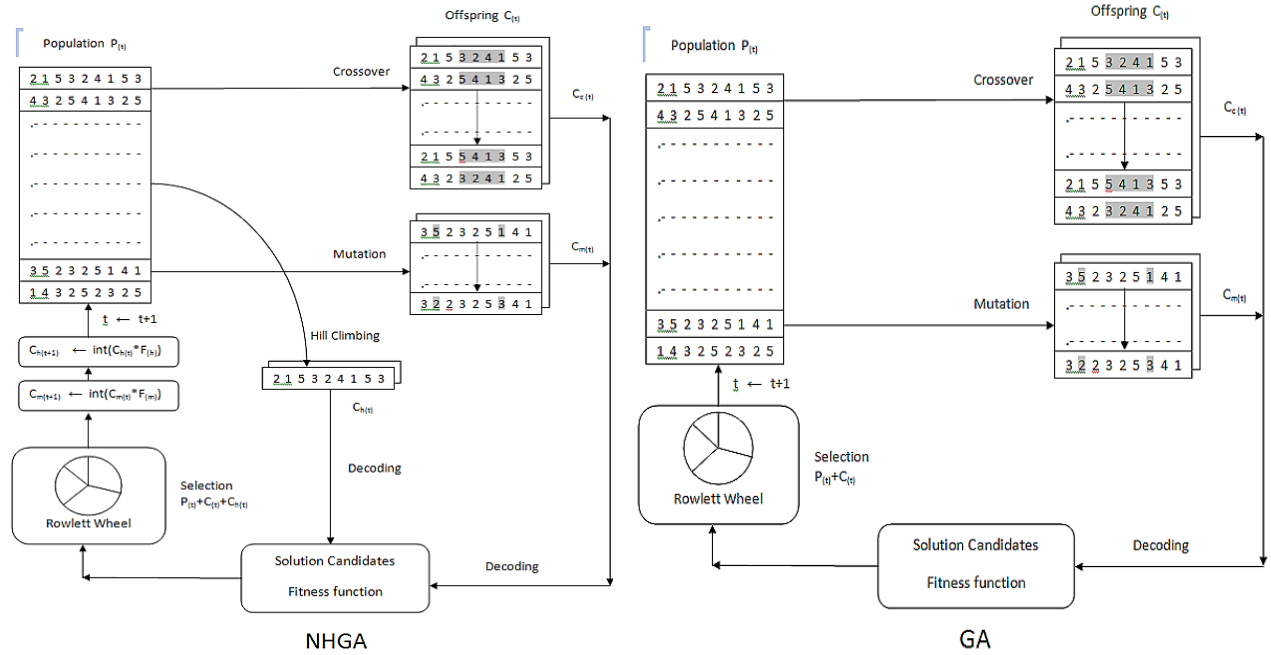 Offspring C(t)
Population P(t)
2 1 5 3 2 4 1 5 3
4 3 2 5 4 1 3 2 5
3 5 2 3 2 5 1 4 1
1 4 3 2 5 2 3 2 5
Crossover
2 1 5 3 2 4 1 5 3
4 3 2 5 4 1 3 2 5
2 1 5 5 4 1 3 5 3
4 3 2 3 2 4 1 2 5
Cc(t)
Mutation
3 5 2 3 2 5 1 4 1
3 2 2 3 2 5 3 4 1
Cm(t)
t ← t+1
Hill Climbing
Ch(t+1) ← int(Ch(t)*F(h))
2 1 5 3 2 4 1 5 3
Cm(t+1) ← int(Cm(t)*F(m))
Ch(t)
Decoding
Selection
P(t)+C(t)+Ch(t)
Rowlett Wheel
Solution Candidates
Fitness function
Decoding
NHGA
Offspring C(t)
Population P(t)
2 1 5 3 2 4 1 5 3
4 3 2 5 4 1 3 2 5
3 5 2 3 2 5 1 4 1
1 4 3 2 5 2 3 2 5
Crossover
2 1 5 3 2 4 1 5 3
4 3 2 5 4 1 3 2 5
2 1 5 5 4 1 3 5 3
4 3 2 3 2 4 1 2 5
Cc(t)
Mutation
3 5 2 3 2 5 1 4 1
3 2 2 3 2 5 3 4 1
Cm(t)
t ← t+1
Selection
P(t)+C(t)
Rowlett Wheel
Solution Candidates
Fitness function
Decoding
GA